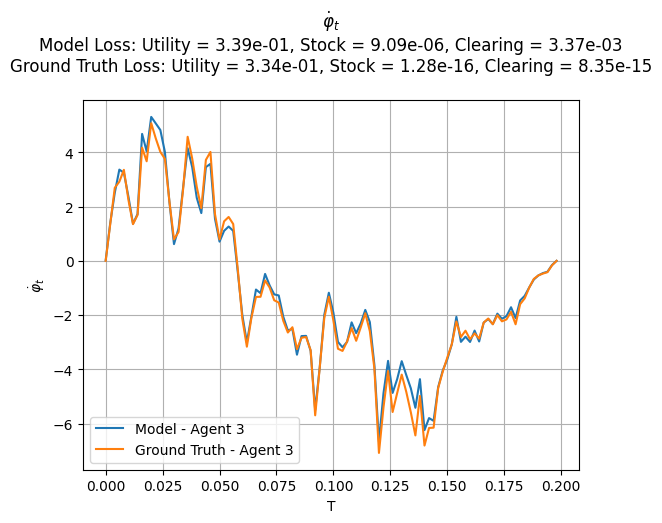 φ̇ₜ
Model Loss: Utility = 3.39e-01, Stock = 9.09e-06, Clearing = 3.37e-03
Ground Truth Loss: Utility = 3.34e-01, Stock = 1.28e-16, Clearing = 8.35e-15
φ̇ₜ
4
2
0
−2
−4
−6
Model - Agent 3
Ground Truth - Agent 3
0.000 0.025 0.050 0.075 0.100 0.125 0.150 0.175 0.200
T